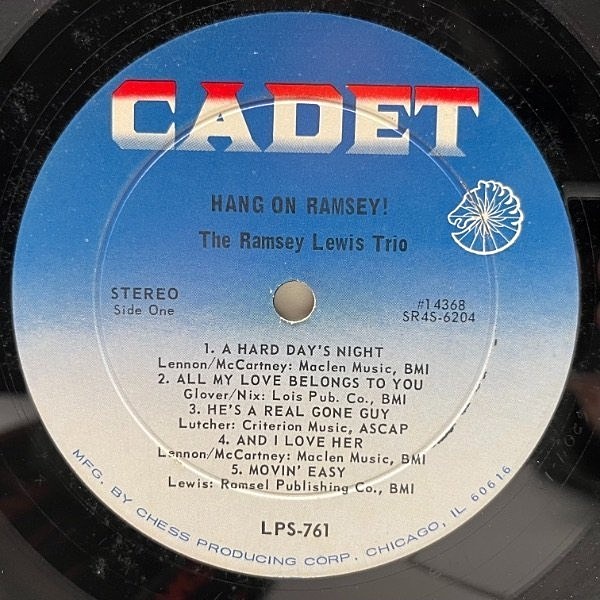 CADET
HANG ON RAMSEY!
The Ramsey Lewis Trio
STEREO
Side One
#14368
SR4S-6204
1. A HARD DAY'S NIGHT
Lennon/McCartney: Maclen Music, BMI
2. ALL MY LOVE BELONGS TO YOU
Glover/Nix: Lois Pub. Co., BMI
3. HE'S A REAL GONE GUY
Lutcher: Criterion Music, ASCAP
4. AND I LOVE HER
Lennon/McCartney: Maclen Music, BMI
5. MOVIN' EASY
Lewis: Ramsel Publishing Co., BMI
LPS-761
MFG. BY CHESS PRODUCING CORP. CHICAGO, IL 60616